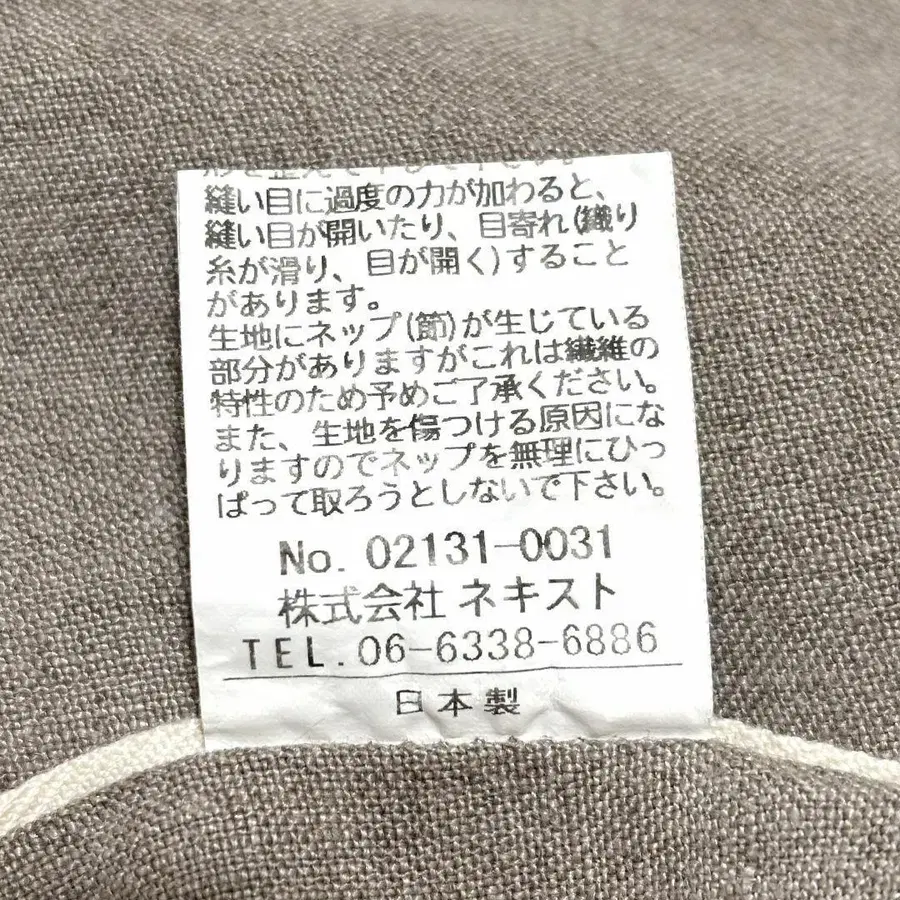 縫い目に過度の力が加わると、
縫い目が開いたり、目寄れ(織り
糸が滑り、目が開く)すること
があります。
生地にネップ(節)が生じている
部分がありますがこれは繊維の
特性のため予めご了承ください。
また、生地を傷つける原因にな
りますのでネップを無理にひっ
ぱって取ろうとしないで下さい。
No. 02131-0031
株式会社 ネキスト
TEL. 06-6338-6886
日本製